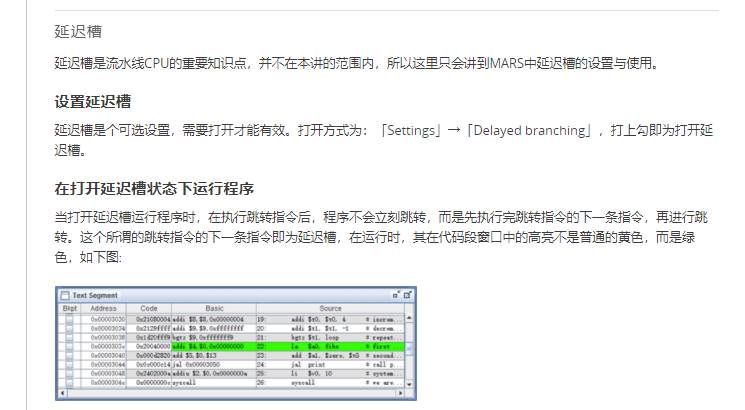 延迟槽
延迟槽是流水线CPU的重要知识点，并不在本讲的范围内，所以这里只会讲到MARS中延迟槽的设置与使用。
设置延迟槽
延迟槽是个可选设置，需要打开才能有效。打开方式为：「Settings」→「Delayed branching」，打上勾即为打开延
迟槽。
在打开延迟槽状态下运行程序
当打开延迟槽运行程序时，在执行跳转指令后，程序不会立刻跳转，而是先执行完跳转指令的下一条指令，再进行跳
转。这个所谓的跳转指令的下一条指令即为延迟槽，在运行时，其在代码段窗口中的高亮不是普通的黄色，而是绿
色，如下图:
Text Segment
Bkpt Address Code Basic Source
0x00003030 0x21080004 addi $8,$8,0x00000004 19: addi $t0, $t0, 4 # increm...
0x00003034 0x2129ffff addi $9,$9,0xffffffff 20: addi $t1, $t1, -1 # decrem...
0x00003038 0x1d20fff9 bgtz $9,0xfffffff9 21: bgtz $t1, loop # repeat...
0x0000303c 0x20040000 addi $4,$0,0x00000000 22: la $a0, fibs # first ...
0x00003040 0x000d2820 add $5,$0,$13 23: add $a1, $zero, $t5 # second...
0x00003044 0x0c000c14 jal 0x00003050 24: jal print # call p...
0x00003048 0x2402000a addiu $2,$0,0x0000000a 25: li $v0, 10 # system...
0x0000304c 0x0000000c syscall 26: syscall # we are...